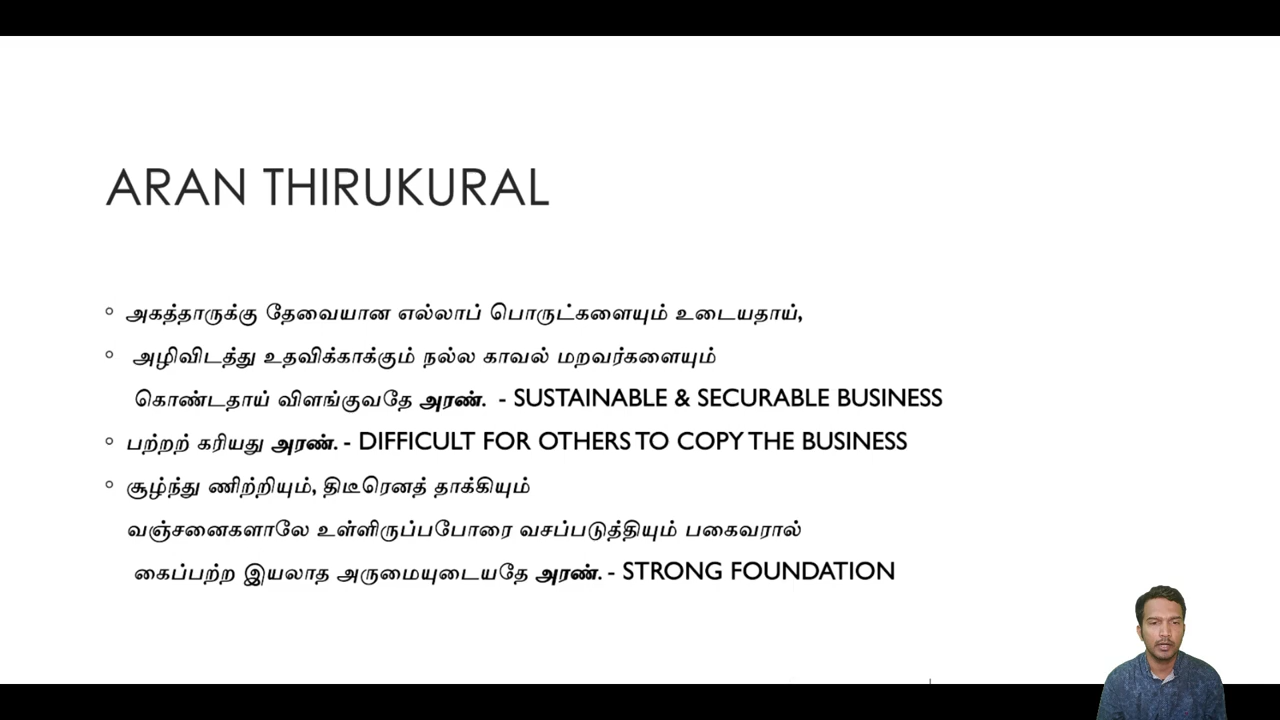 ARAN THIRUKURAL
அகத்தாருக்கு தேவையான எல்லாப் பொருட்களையும் உடையதாய்,
அழிவிடத்து உதவிக்காக்கும் நல்ல காவல் மறவர்களையும்
கொண்டதாய் விளங்குவதே அரண். - SUSTAINABLE & SECURABLE BUSINESS
பற்றற் கரியது அரண். - DIFFICULT FOR OTHERS TO COPY THE BUSINESS
சூழ்ந்து ணிற்றியும், திடீரெனத் தாக்கியும்
வஞ்சனைகளாலே உள்ளிருப்பபோரை வசப்படுத்தியும் பகைவரால்
கைப்பற்ற இயலாத அருமையுடையதே அரண். - STRONG FOUNDATION